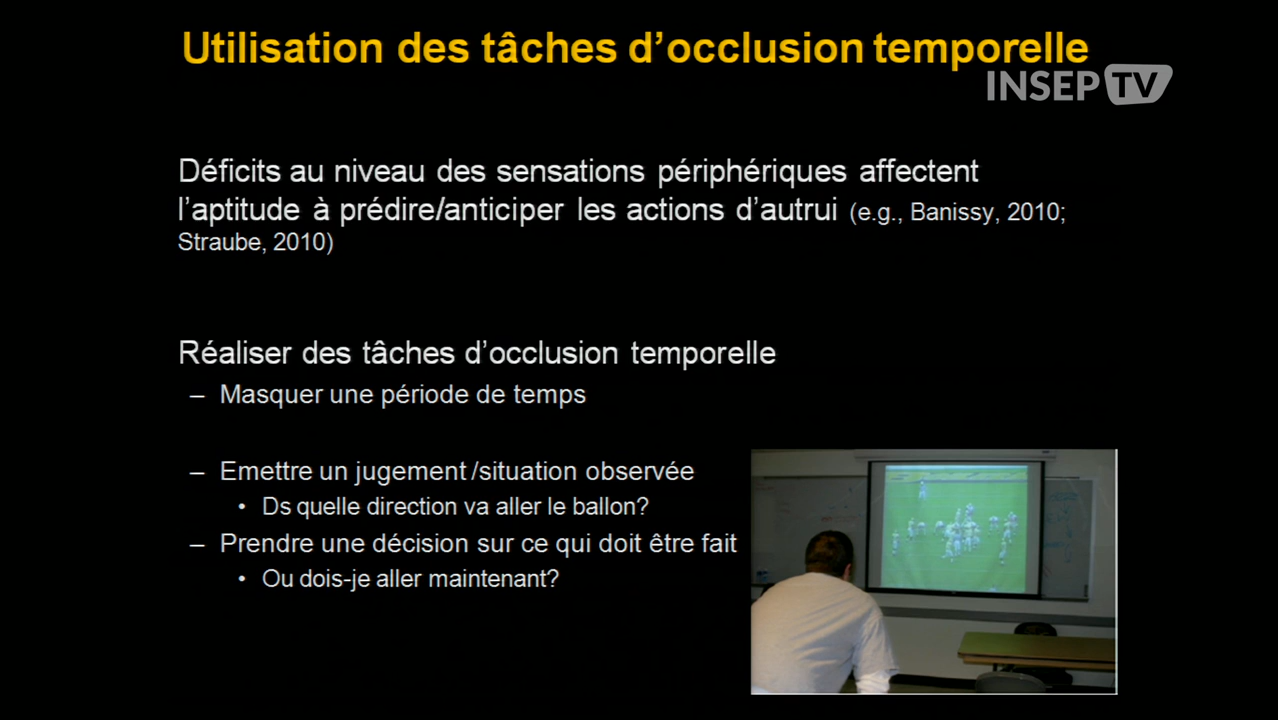 Utilisation des tâches d'occlusion temporelle
INSEP TV
Déficits au niveau des sensations périphériques affectent
l'aptitude à prédire/anticiper les actions d'autrui (e.g., Banissy, 2010;
Straube, 2010)
Réaliser des tâches d'occlusion temporelle
– Masquer une période de temps
– Emettre un jugement /situation observée
• Ds quelle direction va aller le ballon?
– Prendre une décision sur ce qui doit être fait
• Ou dois-je aller maintenant?